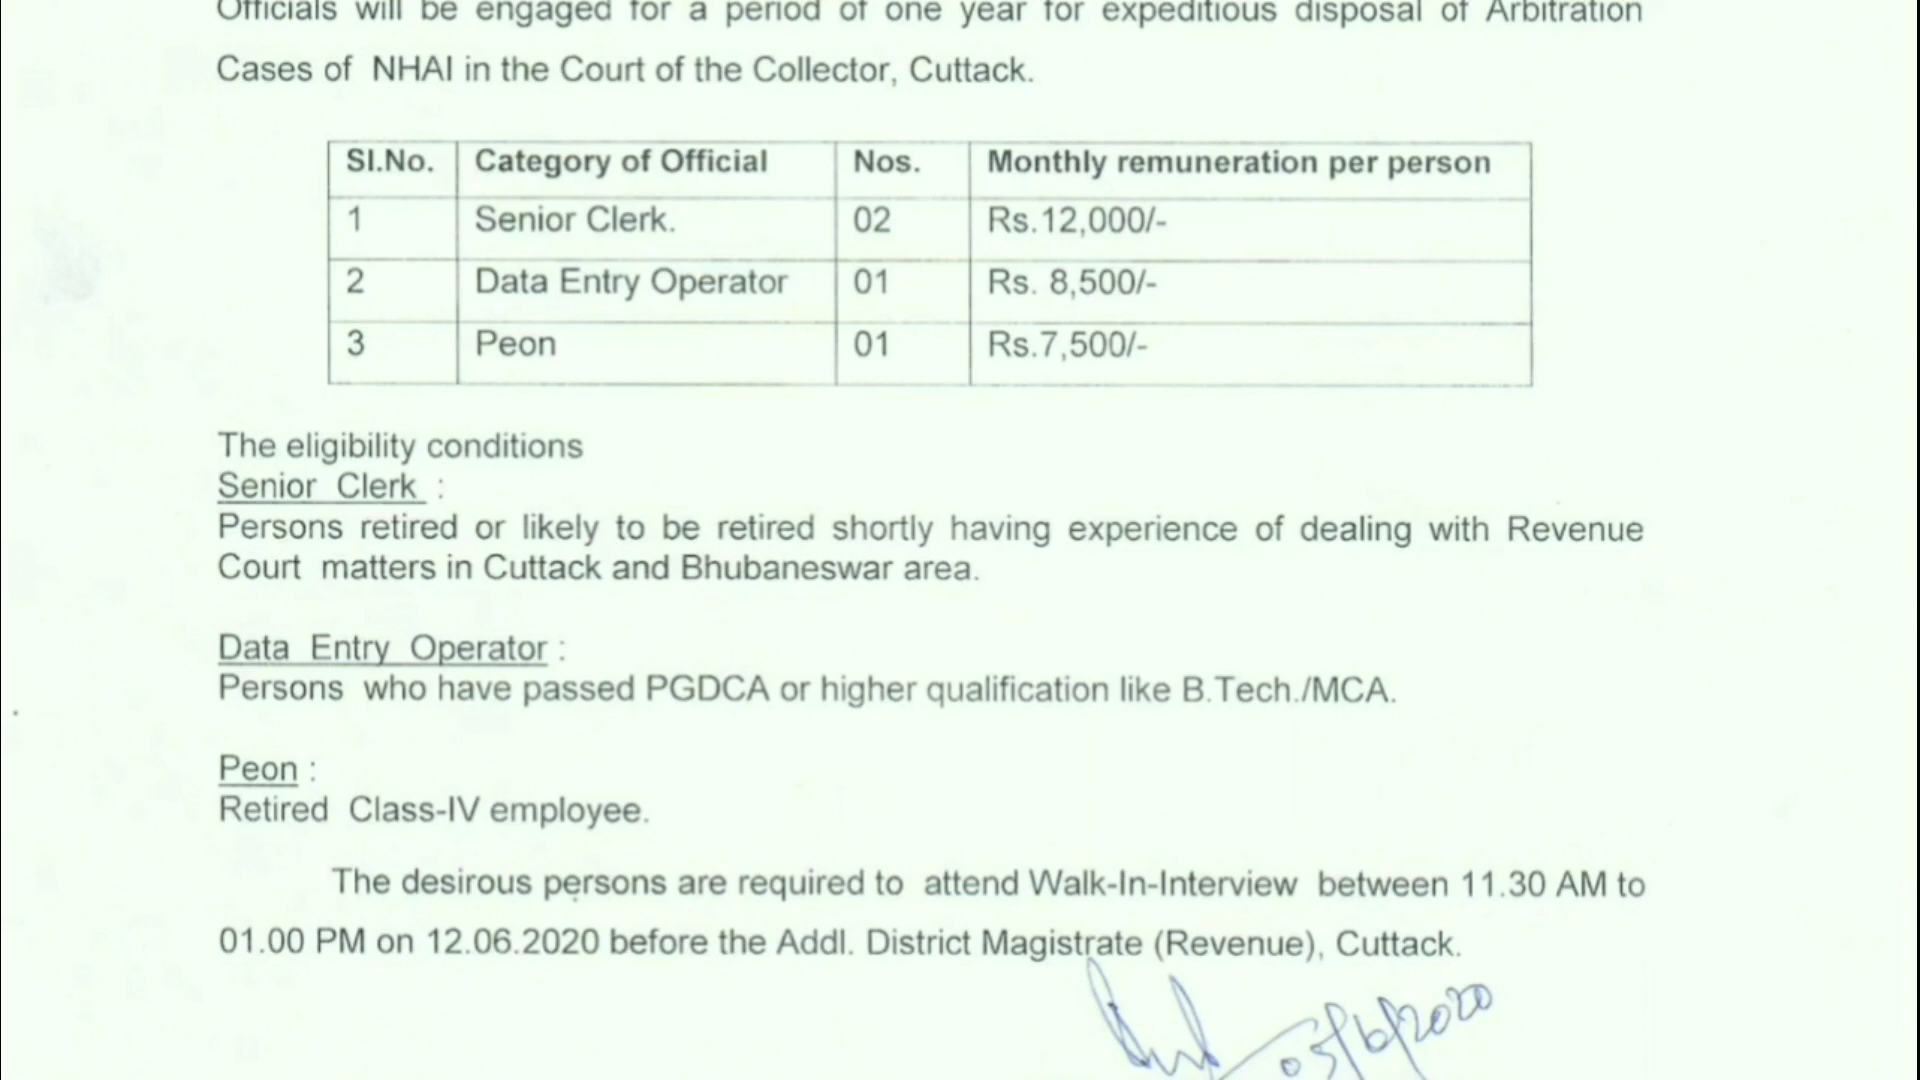 Officials will be engaged for a period of one year for expeditious disposal of Arbitration
Cases of NHAI in the Court of the Collector, Cuttack.
Sl.No. Category of Official Nos. Monthly remuneration per person
1 Senior Clerk. 02 Rs.12,000/-
2 Data Entry Operator 01 Rs. 8,500/-
3 Peon 01 Rs.7,500/-
The eligibility conditions
Senior Clerk :
Persons retired or likely to be retired shortly having experience of dealing with Revenue
Court matters in Cuttack and Bhubaneswar area.
Data Entry Operator :
Persons who have passed PGDCA or higher qualification like B.Tech./MCA.
Peon :
Retired Class-IV employee.
The desirous persons are required to attend Walk-In-Interview between 11.30 AM to
01.00 PM on 12.06.2020 before the Addl. District Magistrate (Revenue), Cuttack.
05/6/2020